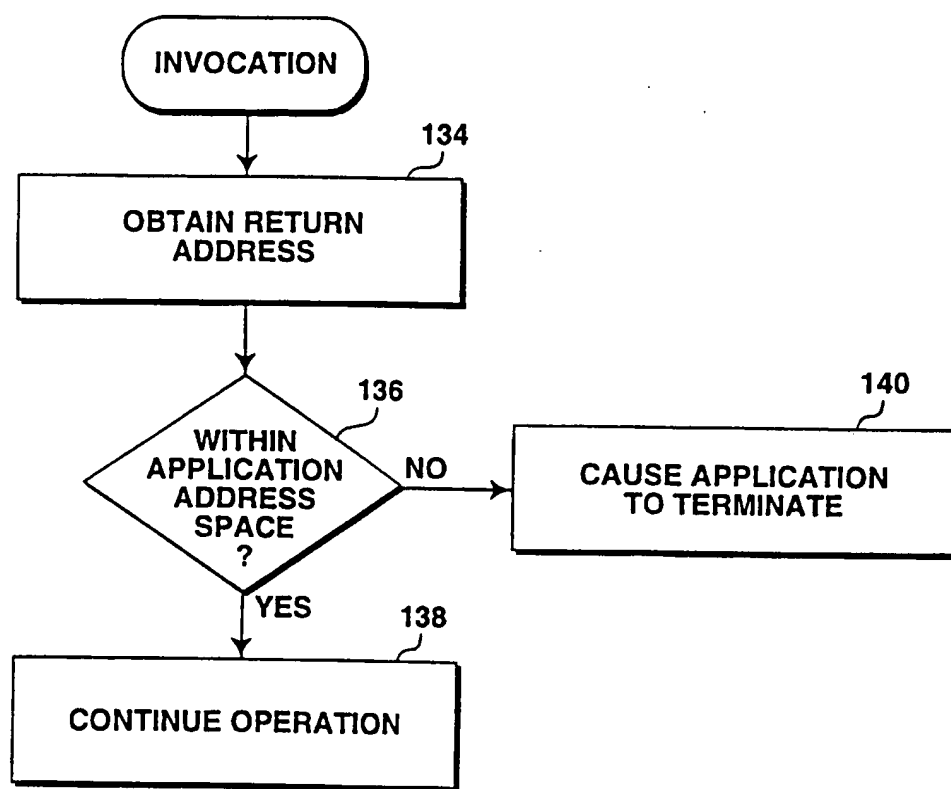 INVOCATION
134
OBTAIN RETURN
ADDRESS
136
WITHIN
APPLICATION
ADDRESS
SPACE
?
NO
140
CAUSE APPLICATION
TO TERMINATE
YES
138
CONTINUE OPERATION